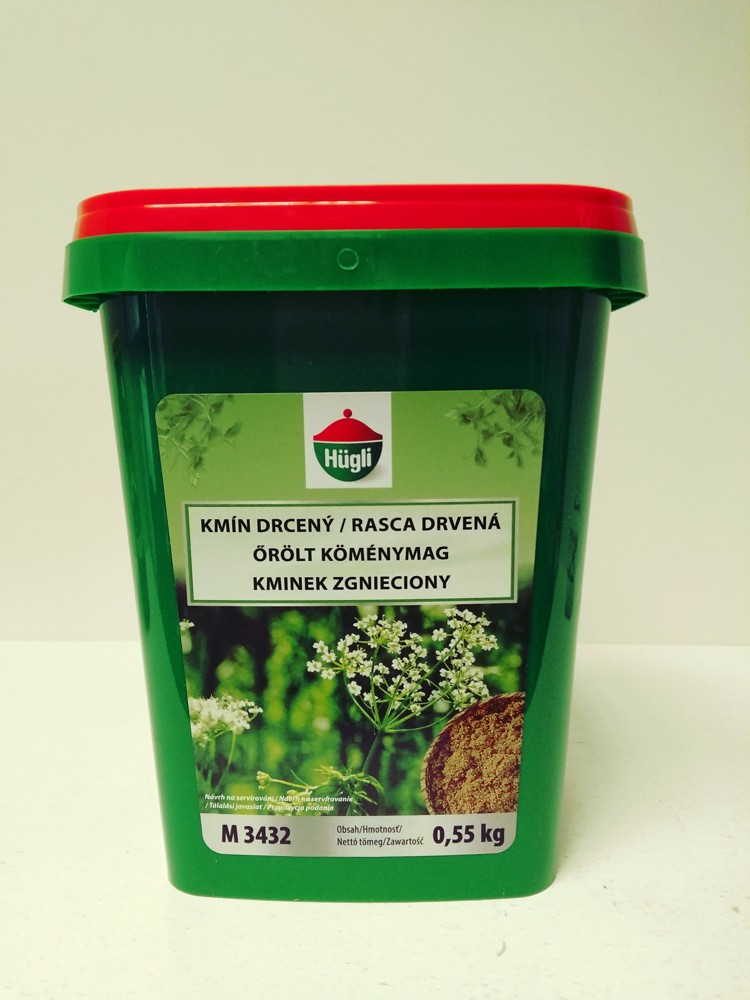 Hügli
KMÍN DRCENÝ / RASCA DRVENÁ
ŐRÖLT KÖMÉNYMAG
KMINEK ZGNIECIONY
Návrh na servírování / Návrh na servírovanie
/ Tálalási javaslat / Propozycja podania
M 3432
Obsah/Hmotnosť/
Nettó tömeg/Zawartość
0,55 kg